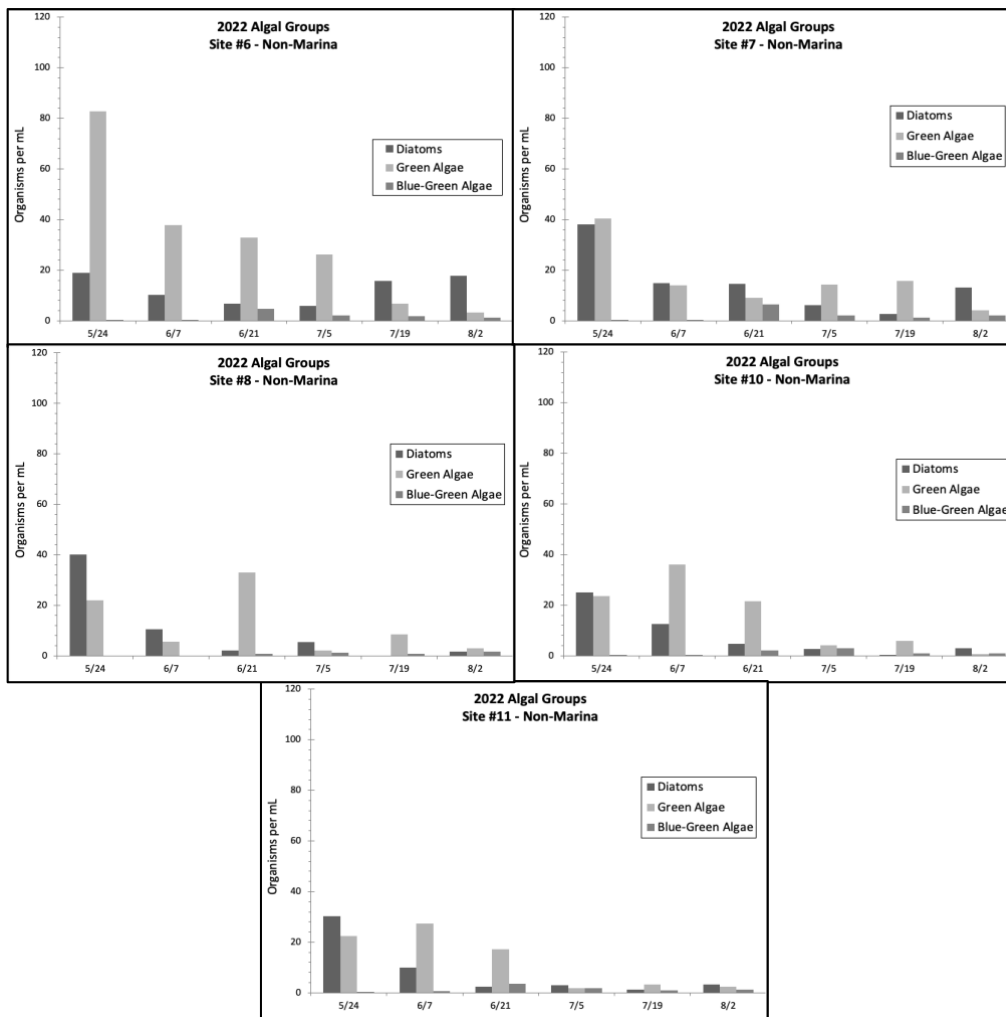 2022 Algal Groups
Site #6 - Non-Marina
Organisms per mL
120
100
80
60
40
20
0
Diatoms
Green Algae
Blue-Green Algae
5/24 6/7 6/21 7/5 7/19 8/2
2022 Algal Groups
Site #7 - Non-Marina
Organisms per mL
120
100
80
60
40
20
0
Diatoms
Green Algae
Blue-Green Algae
5/24 6/7 6/21 7/5 7/19 8/2
2022 Algal Groups
Site #8 - Non-Marina
Organisms per mL
120
100
80
60
40
20
0
Diatoms
Green Algae
Blue-Green Algae
5/24 6/7 6/21 7/5 7/19 8/2
2022 Algal Groups
Site #10 - Non-Marina
Organisms per mL
120
100
80
60
40
20
0
Diatoms
Green Algae
Blue-Green Algae
5/24 6/7 6/21 7/5 7/19 8/2
2022 Algal Groups
Site #11 - Non-Marina
Organisms per mL
120
100
80
60
40
20
0
Diatoms
Green Algae
Blue-Green Algae
5/24 6/7 6/21 7/5 7/19 8/2